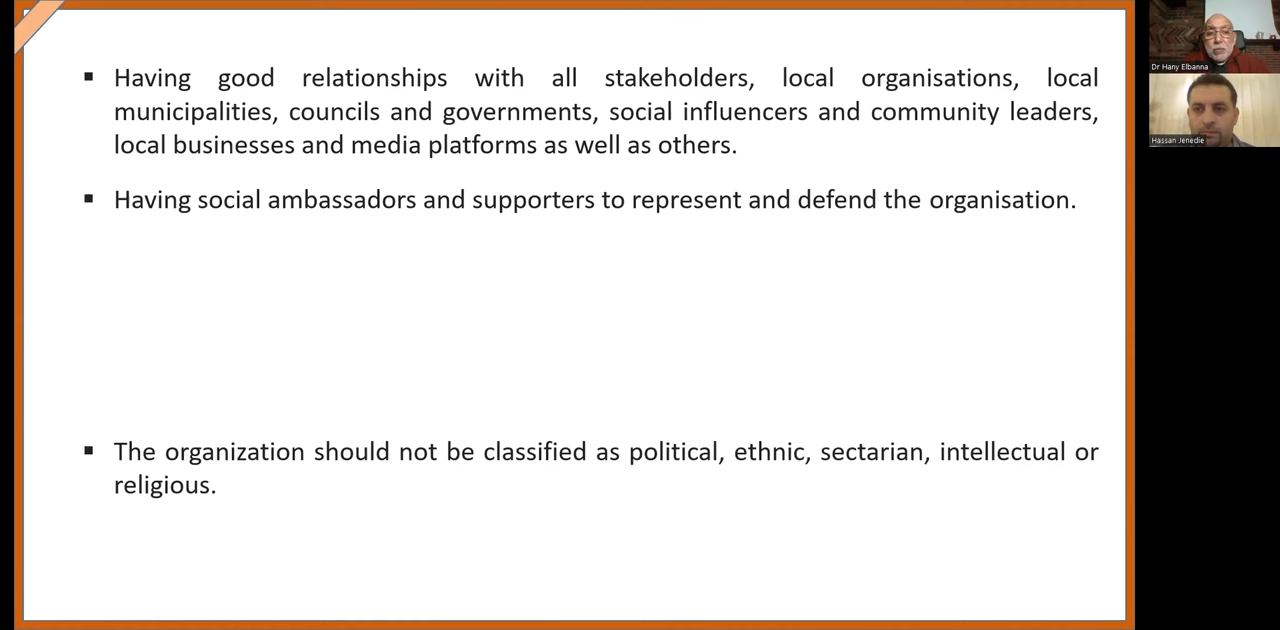 ▪ Having good relationships with all stakeholders, local organisations, local
municipalities, councils and governments, social influencers and community leaders,
local businesses and media platforms as well as others.
▪ Having social ambassadors and supporters to represent and defend the organisation.
▪ The organization should not be classified as political, ethnic, sectarian, intellectual or
religious.
Dr Hany Elbanna
Hassan Jenedie